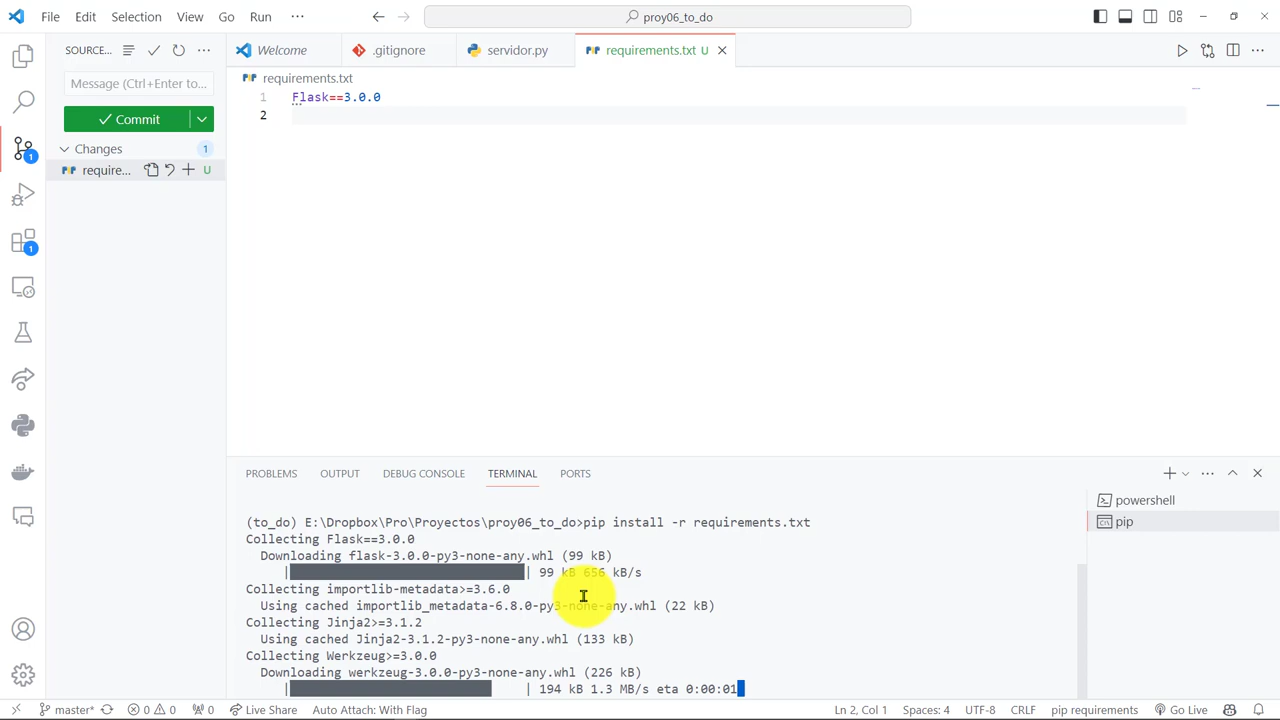 File Edit Selection View Go Run ··· proy06_to_do
SOURCE... ···
Welcome .gitignore servidor.py requirements.txt U
Message (Ctrl+Enter to...
requirements.txt
1 Flask==3.0.0
2
Commit
Changes 1
require... U
1
1
PROBLEMS OUTPUT DEBUG CONSOLE TERMINAL PORTS
powershell
pip
(to_do) E:\Dropbox\Pro\Proyectos\proy06_to_do>pip install -r requirements.txt
Collecting Flask==3.0.0
Downloading flask-3.0.0-py3-none-any.whl (99 kB)
| | 99 kB 656 kB/s
Collecting importlib-metadata>=3.6.0
Using cached importlib_metadata-6.8.0-py3-none-any.whl (22 kB)
Collecting Jinja2>=3.1.2
Using cached Jinja2-3.1.2-py3-none-any.whl (133 kB)
Collecting Werkzeug>=3.0.0
Downloading werkzeug-3.0.0-py3-none-any.whl (226 kB)
| | 194 kB 1.3 MB/s eta 0:00:01
master* 0 0 0 Live Share Auto Attach: With Flag Ln 2, Col 1 Spaces: 4 UTF-8 CRLF pip requirements Go Live